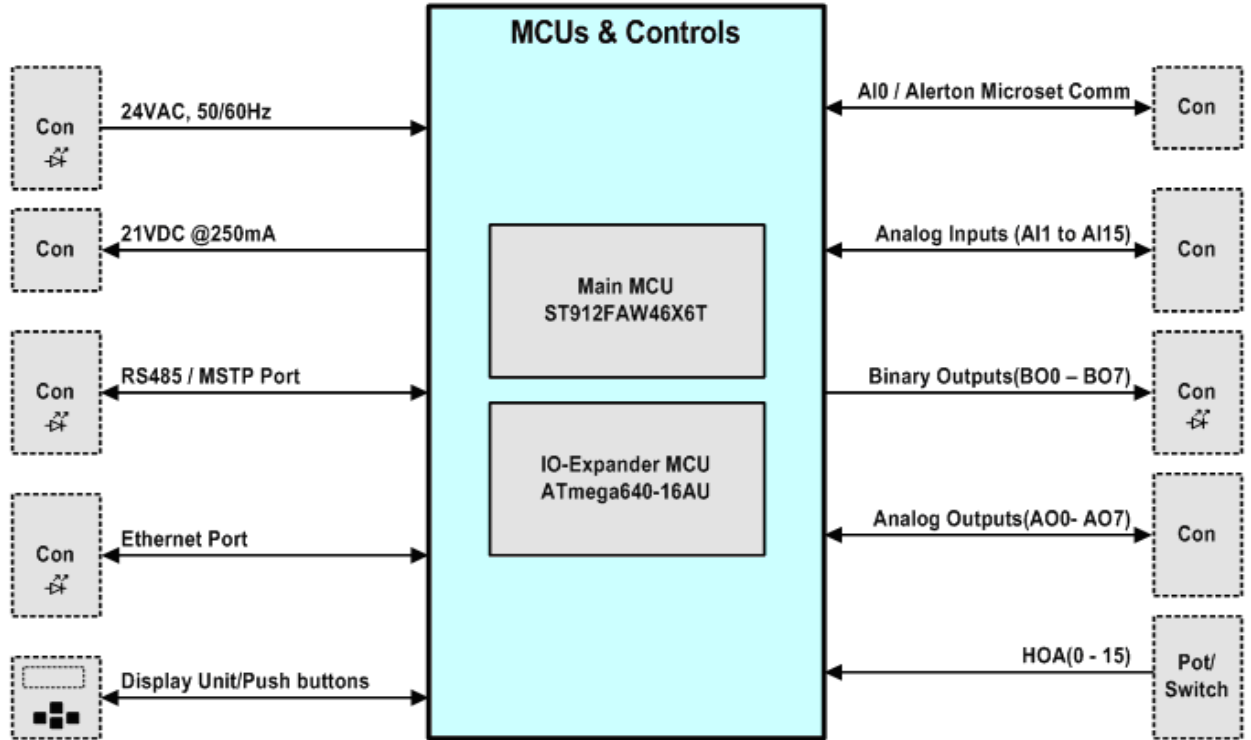 MCUs & Controls
Con
24VAC, 50/60Hz
Con
21VDC @250mA
Con
RS485 / MSTP Port
Con
Ethernet Port
Display Unit/Push buttons
Main MCU
ST912FAW46X6T
IO-Expander MCU
ATmega640-16AU
AI0 / Alerton Microset Comm
Con
Analog Inputs (AI1 to AI15)
Con
Binary Outputs(BO0 – BO7)
Con
Analog Outputs(AO0- AO7)
Con
HOA(0 - 15)
Pot/
Switch